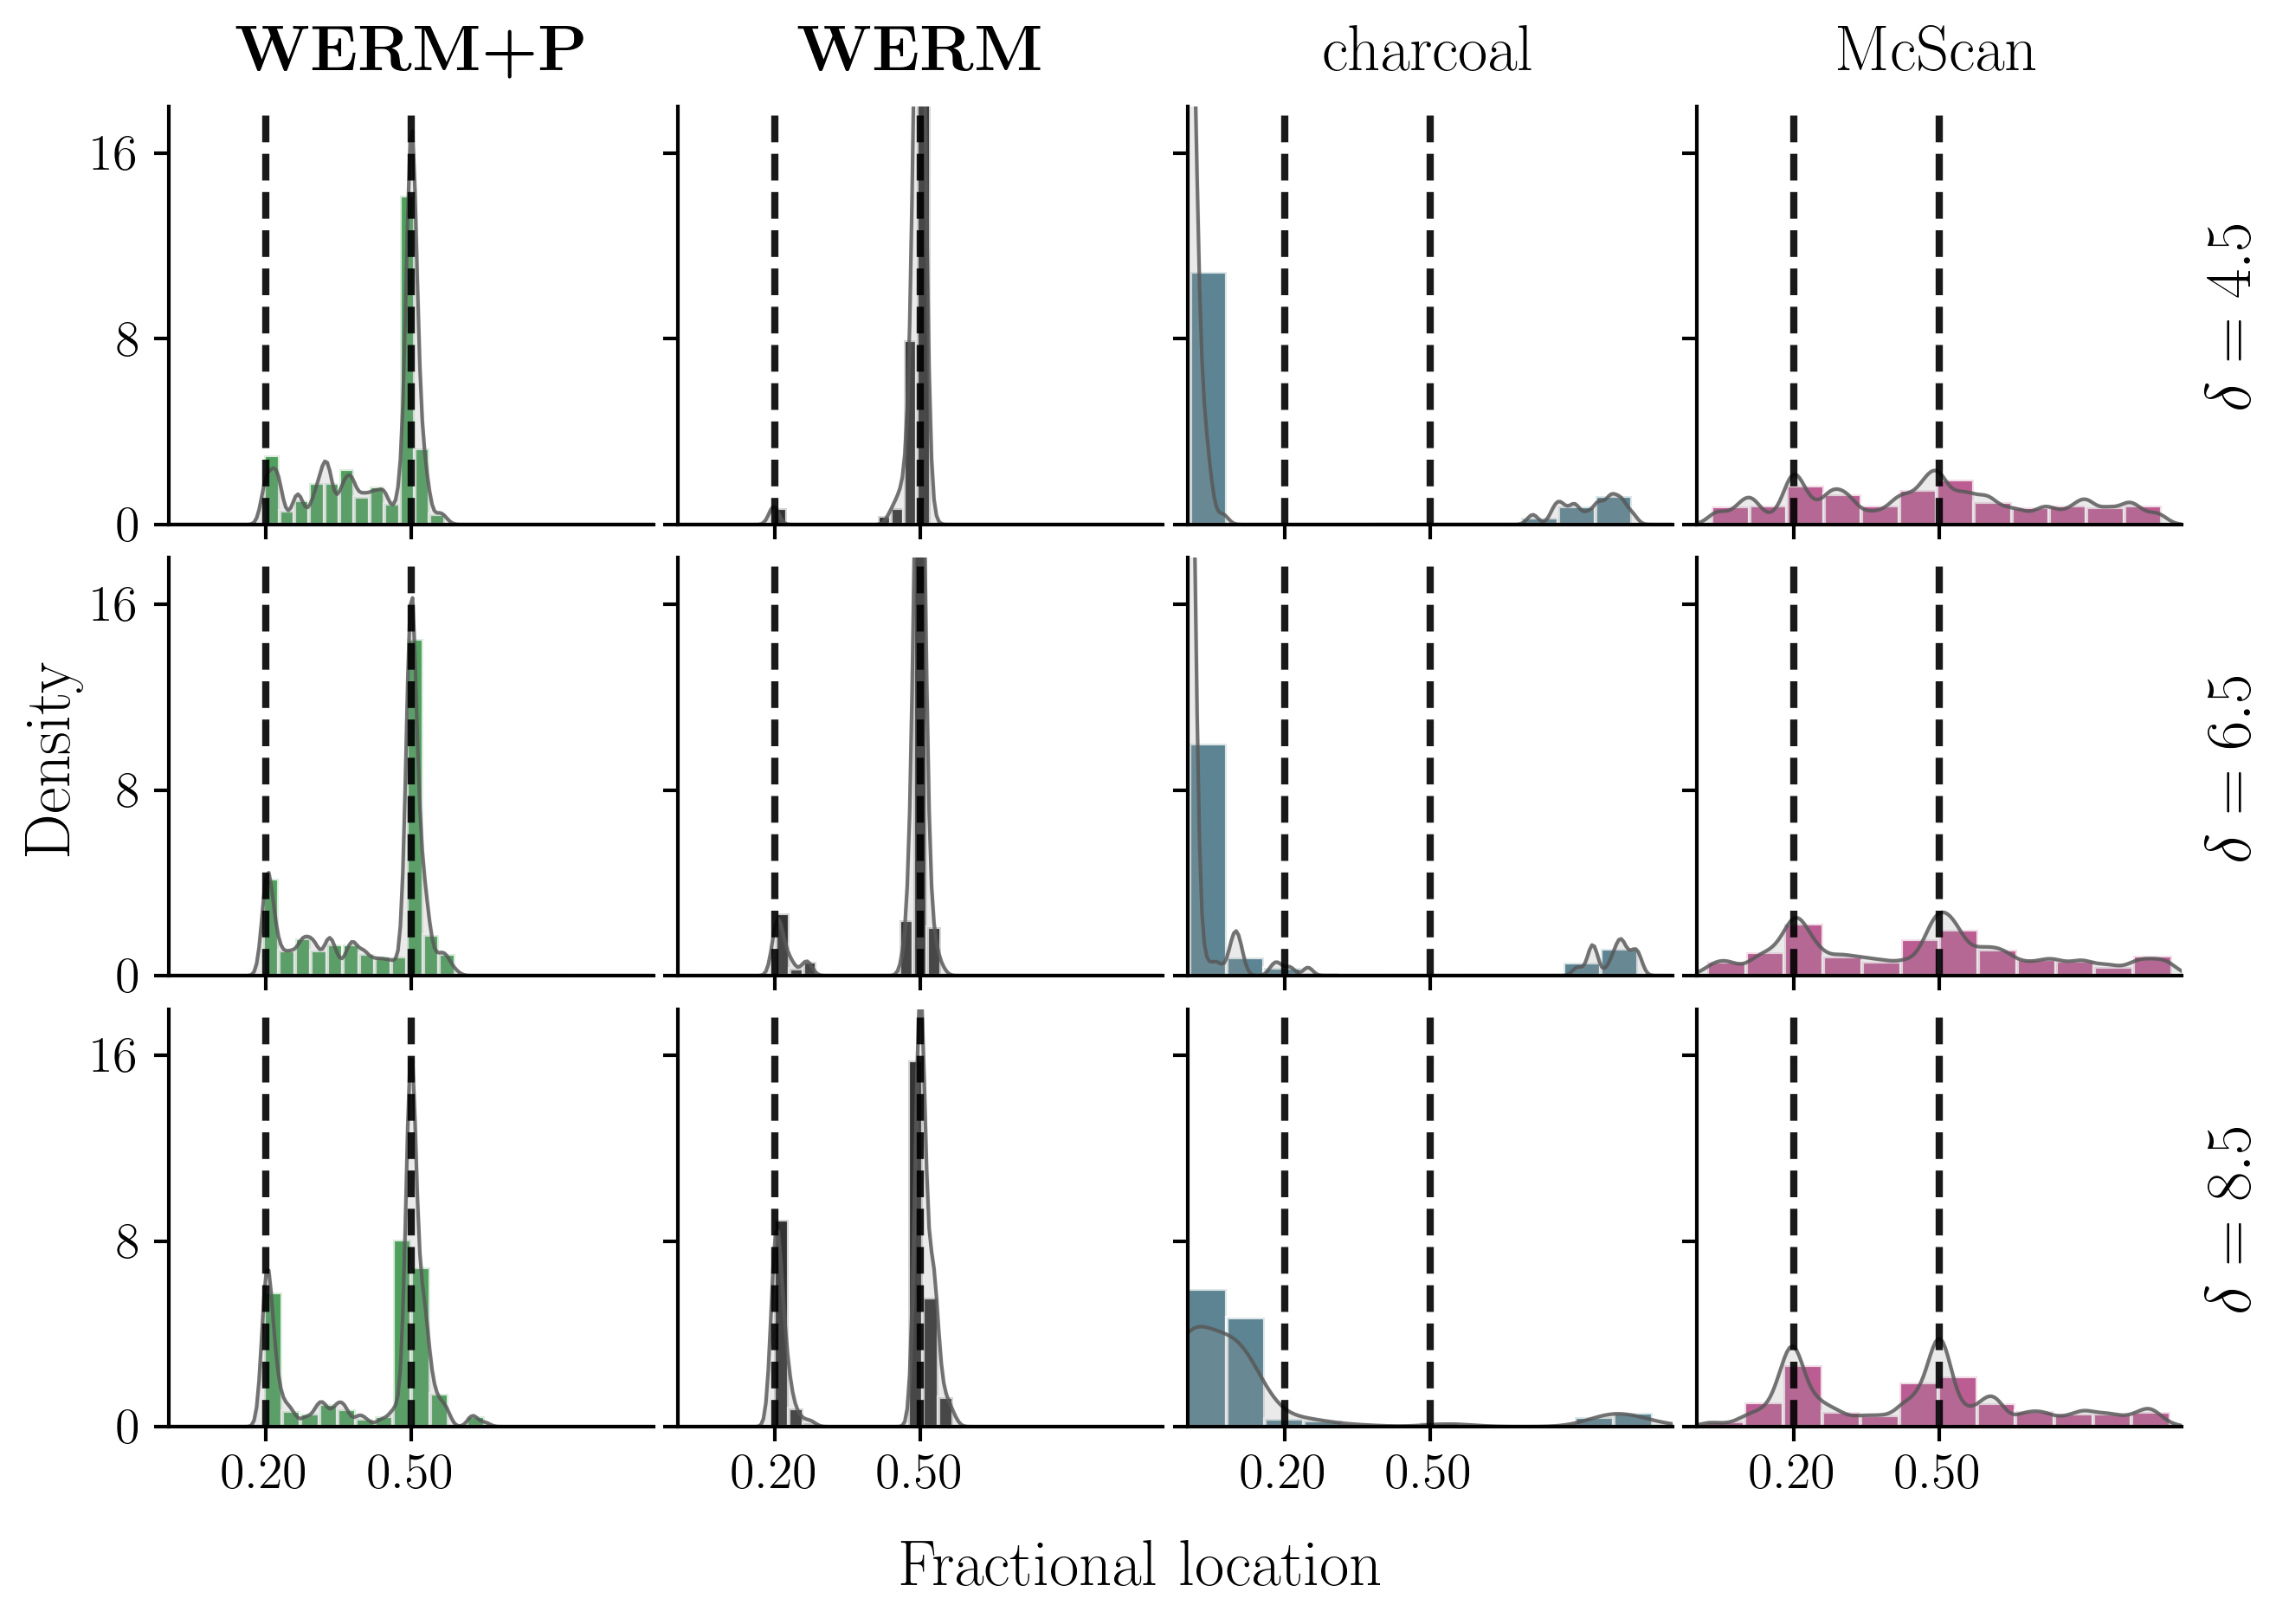 WERM+P WERM charcoal McScan
16
8
0
δ = 4.5
16
8
0
δ = 6.5
Density
16
8
0
δ = 8.5
0.20 0.50 0.20 0.50 0.20 0.50 0.20 0.50
Fractional location